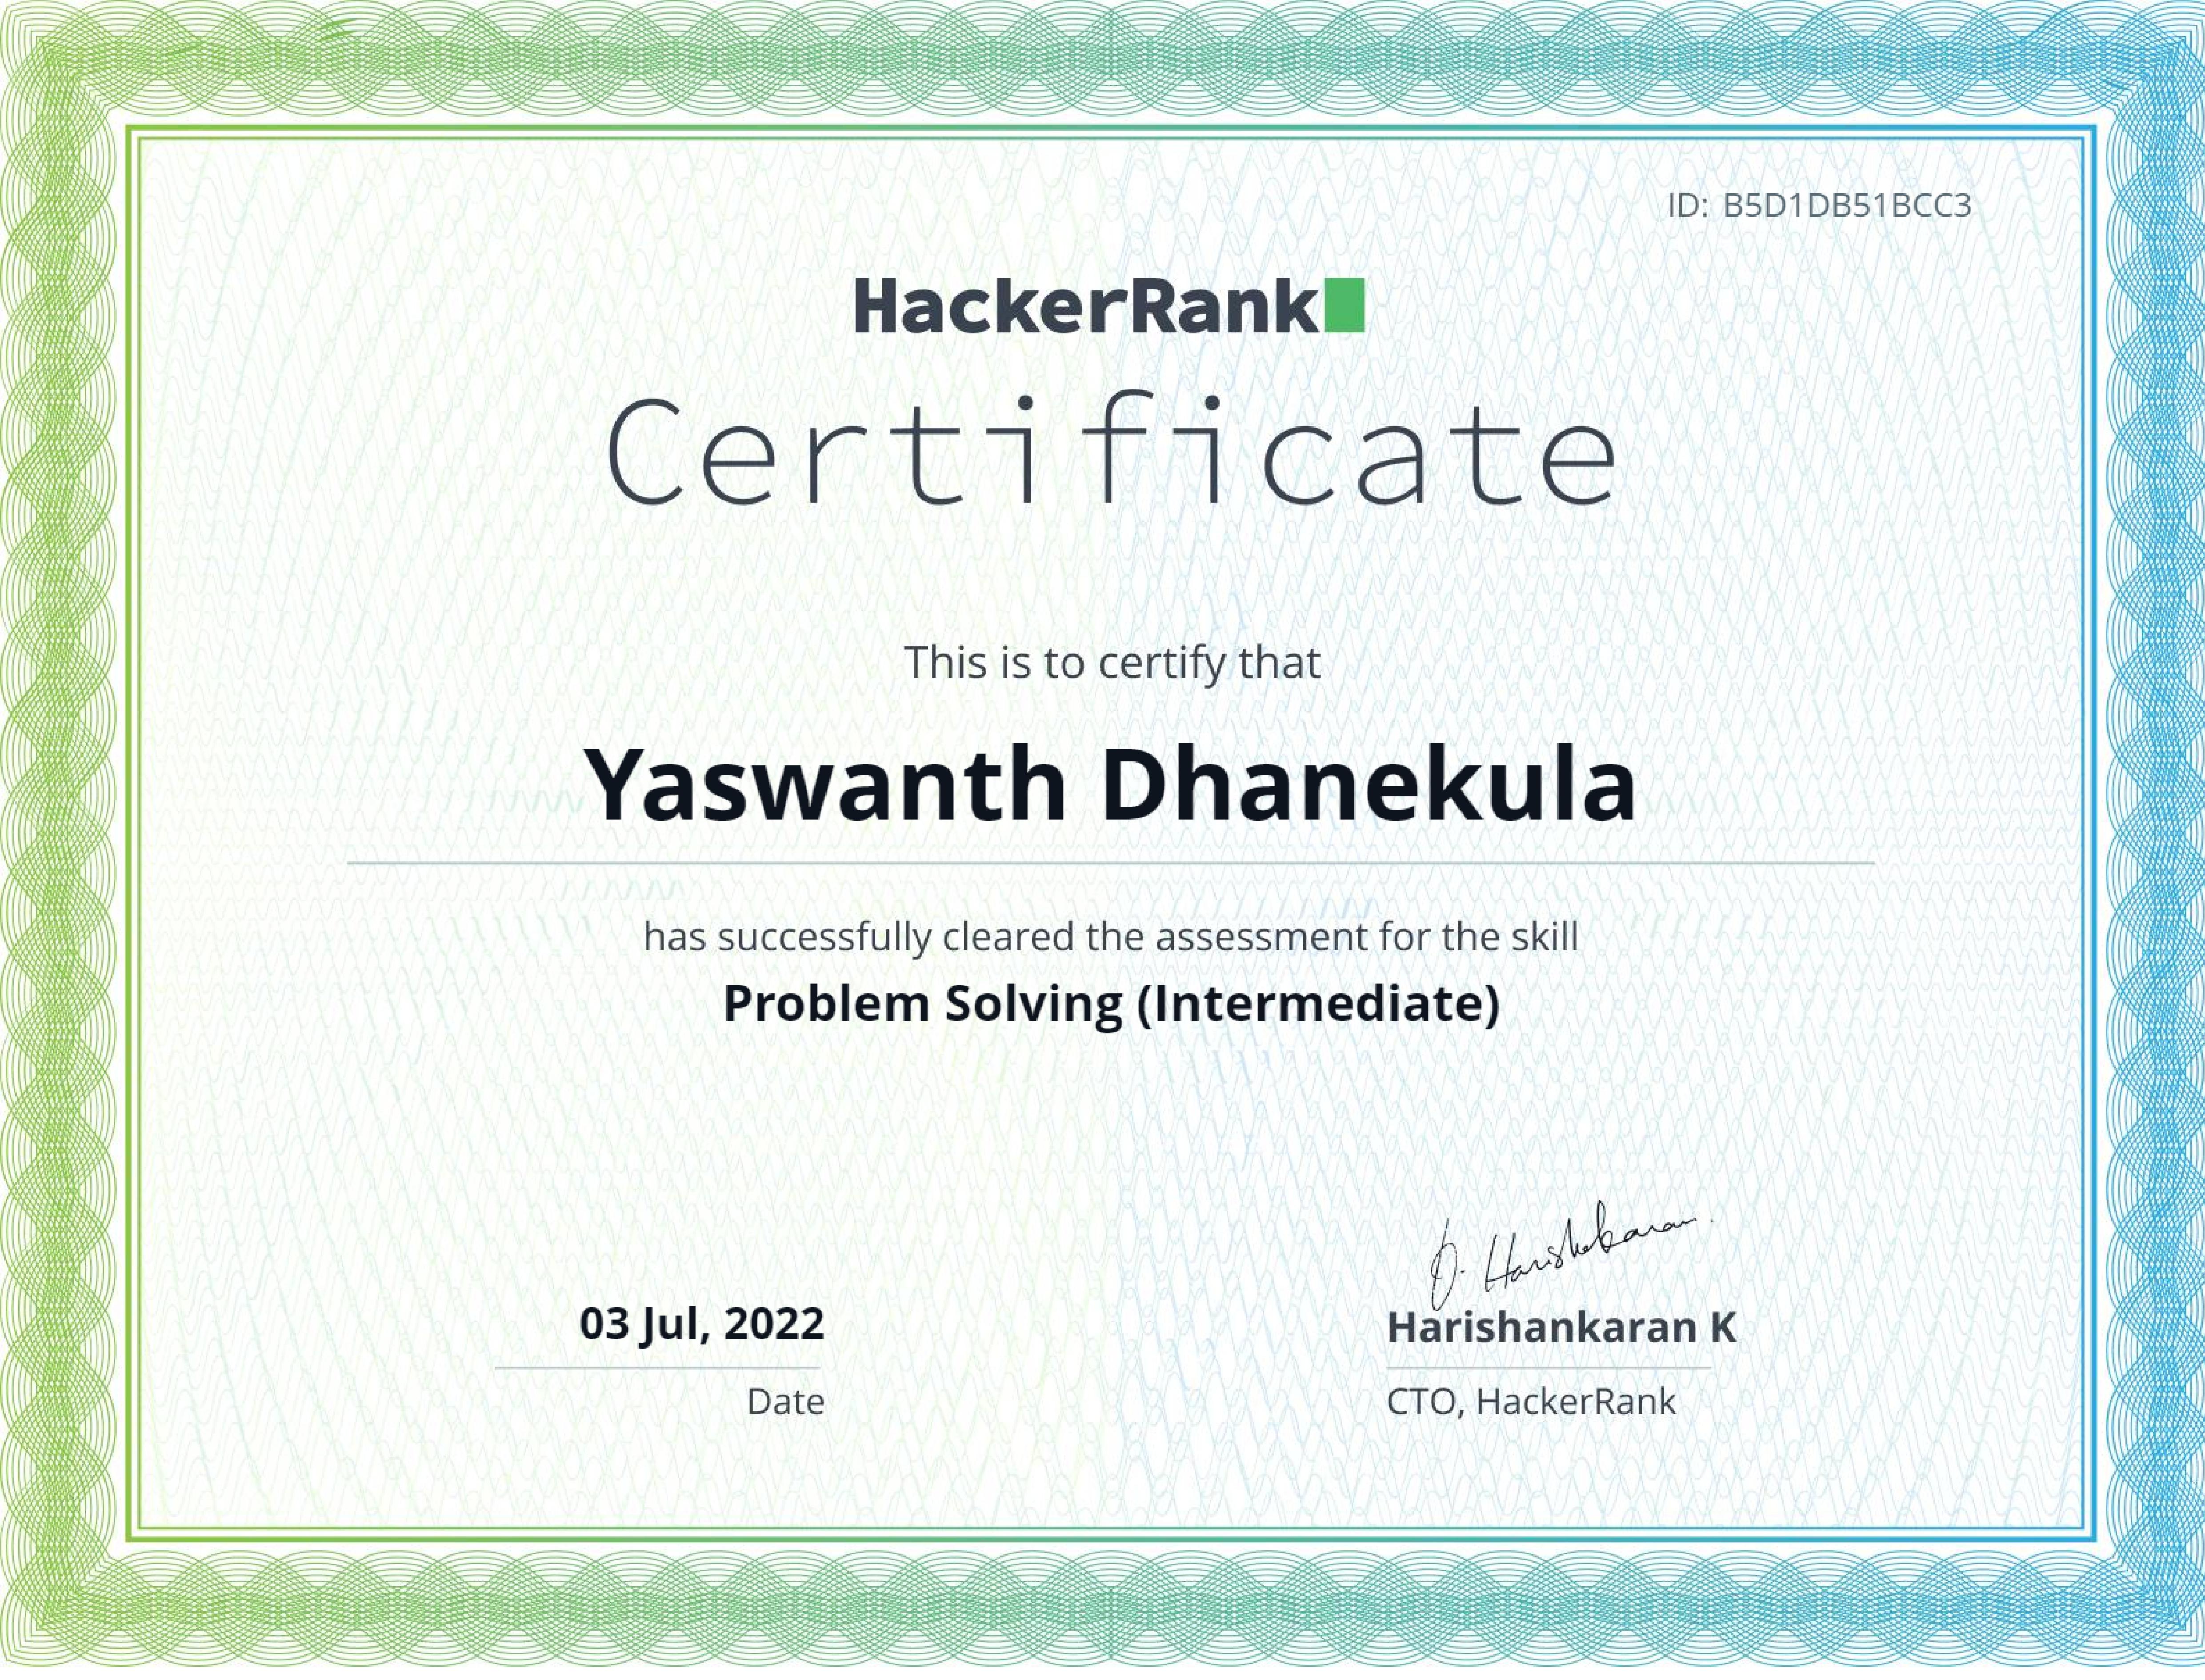 ID: B5D1DB51BCC3
HackerRank
Certificate
This is to certify that
Yaswanth Dhanekula
has successfully cleared the assessment for the skill
Problem Solving (Intermediate)
03 Jul, 2022
Date
Harishankaran K
CTO, HackerRank